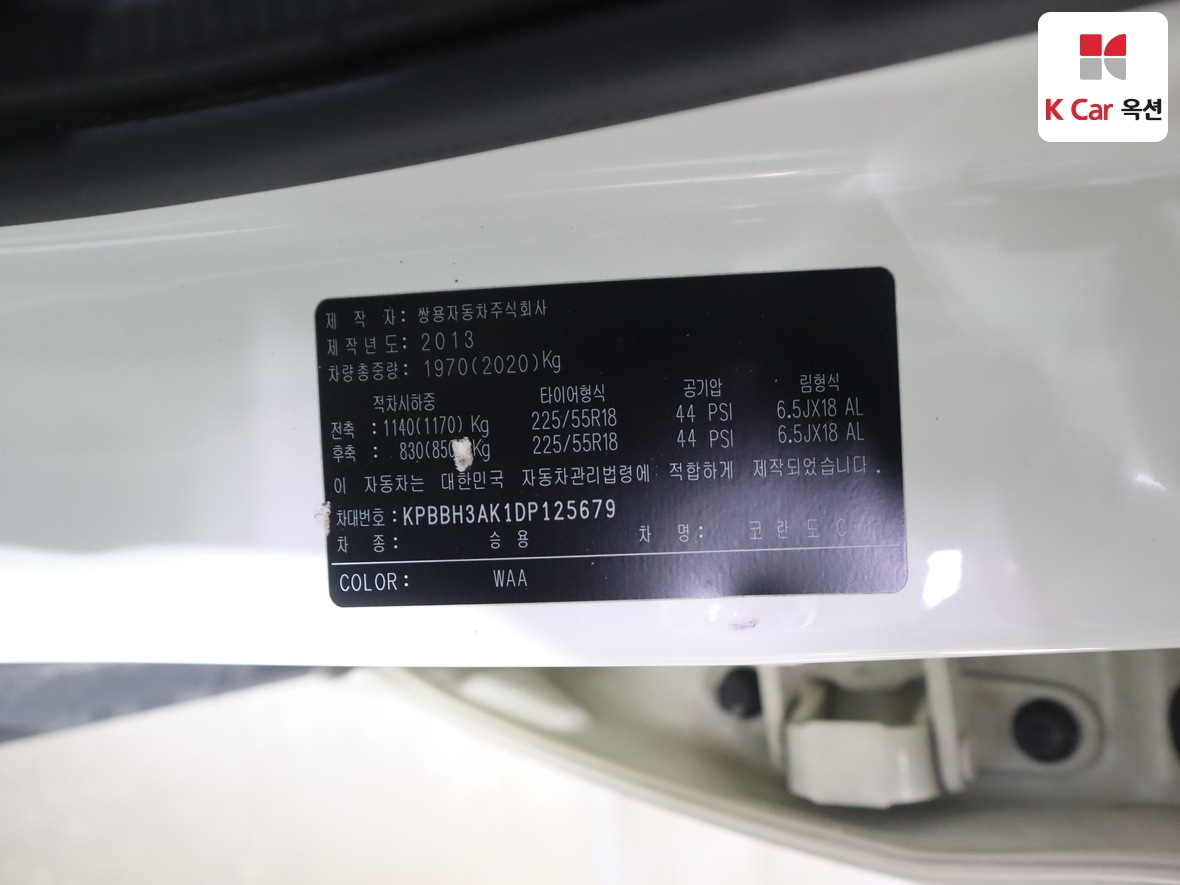 K Car 옥션
제 작 자: 쌍용자동차주식회사
제 작 년 도: 2013
차량총중량: 1970(2020)Kg
적차시하중 타이어형식 공기압 림형식
전축 : 1140(1170) Kg 225/55R18 44 PSI 6.5JX18 AL
후축 : 830(850 Kg 225/55R18 44 PSI 6.5JX18 AL
이 자동차는 대한민국 자동차관리법령에 적합하게 제작되었습니다.
차대번호: KPBBH3AK1DP125679
차 종: 승 용 차 명: 코 란 도 C
COLOR: WAA